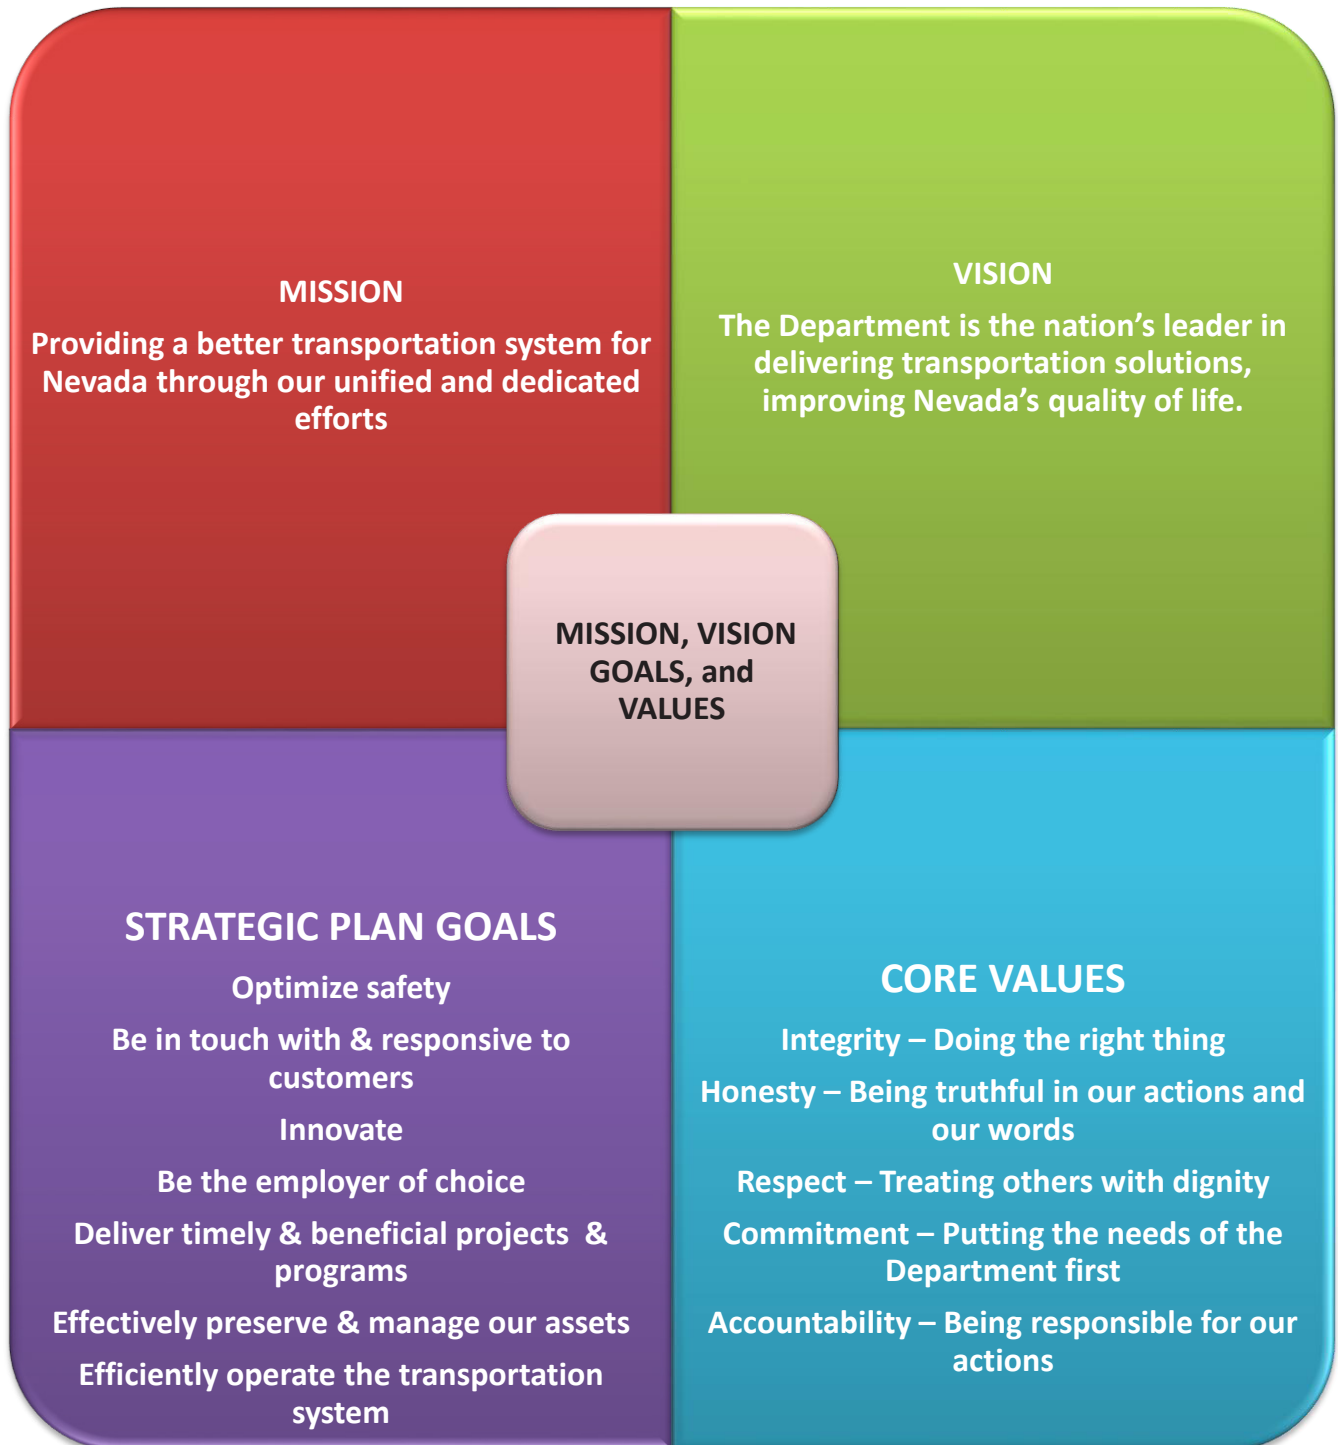 MISSION
Providing a better transportation system for
Nevada through our unified and dedicated
efforts
VISION
The Department is the nation’s leader in
delivering transportation solutions,
improving Nevada’s quality of life.
MISSION, VISION
GOALS, and
VALUES
STRATEGIC PLAN GOALS
Optimize safety
Be in touch with & responsive to
customers
Innovate
Be the employer of choice
Deliver timely & beneficial projects &
programs
Effectively preserve & manage our assets
Efficiently operate the transportation
system
CORE VALUES
Integrity – Doing the right thing
Honesty – Being truthful in our actions and
our words
Respect – Treating others with dignity
Commitment – Putting the needs of the
Department first
Accountability – Being responsible for our
actions